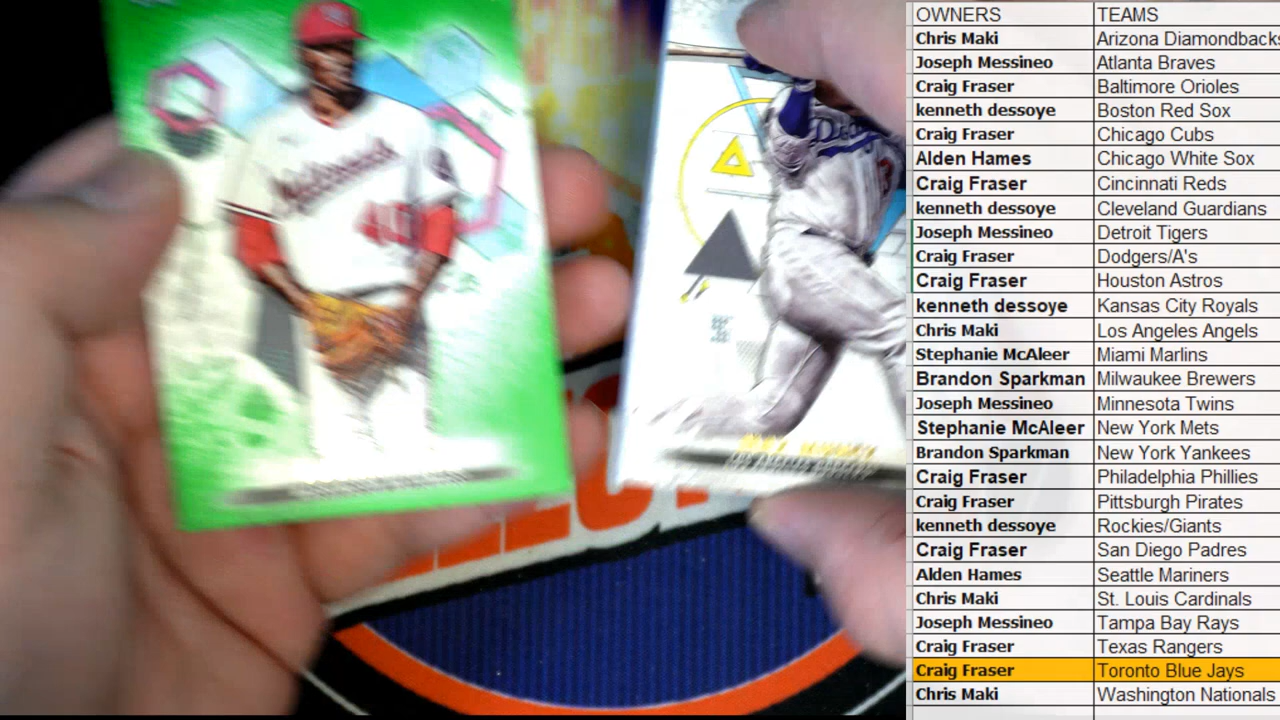 OWNERS TEAMS
Chris Maki Arizona Diamondbacks
Joseph Messineo Atlanta Braves
Craig Fraser Baltimore Orioles
kenneth dessoye Boston Red Sox
Craig Fraser Chicago Cubs
Alden Hames Chicago White Sox
Craig Fraser Cincinnati Reds
kenneth dessoye Cleveland Guardians
Joseph Messineo Detroit Tigers
Craig Fraser Dodgers/A's
Craig Fraser Houston Astros
kenneth dessoye Kansas City Royals
Chris Maki Los Angeles Angels
Stephanie McAleer Miami Marlins
Brandon Sparkman Milwaukee Brewers
Joseph Messineo Minnesota Twins
Stephanie McAleer New York Mets
Brandon Sparkman New York Yankees
Craig Fraser Philadelphia Phillies
Craig Fraser Pittsburgh Pirates
kenneth dessoye Rockies/Giants
Craig Fraser San Diego Padres
Alden Hames Seattle Mariners
Chris Maki St. Louis Cardinals
Joseph Messineo Tampa Bay Rays
Craig Fraser Texas Rangers
Craig Fraser Toronto Blue Jays
Chris Maki Washington Nationals